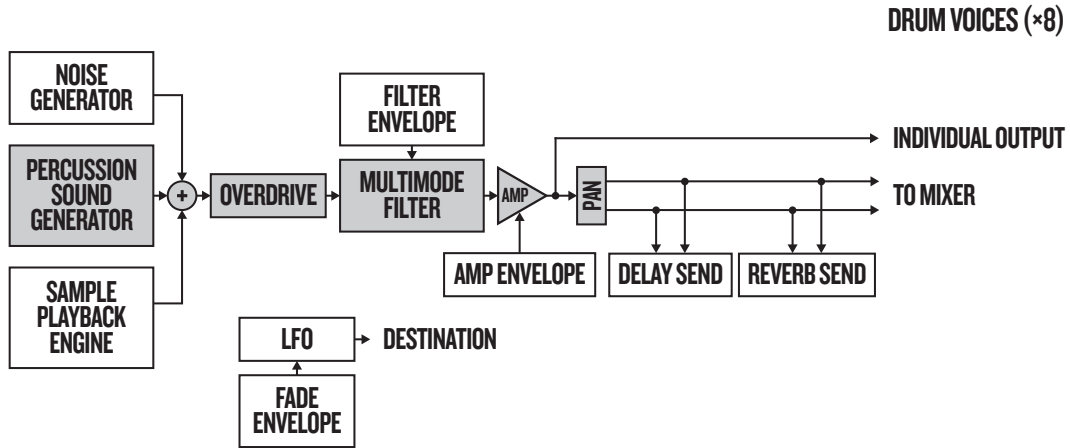 DRUM VOICES (×8)
NOISE
GENERATOR
FILTER
ENVELOPE
INDIVIDUAL OUTPUT
PERCUSSION
SOUND
GENERATOR
+
OVERDRIVE
MULTIMODE
FILTER
AMP
PAN
TO MIXER
SAMPLE
PLAYBACK
ENGINE
AMP ENVELOPE
DELAY SEND
REVERB SEND
LFO
DESTINATION
FADE
ENVELOPE